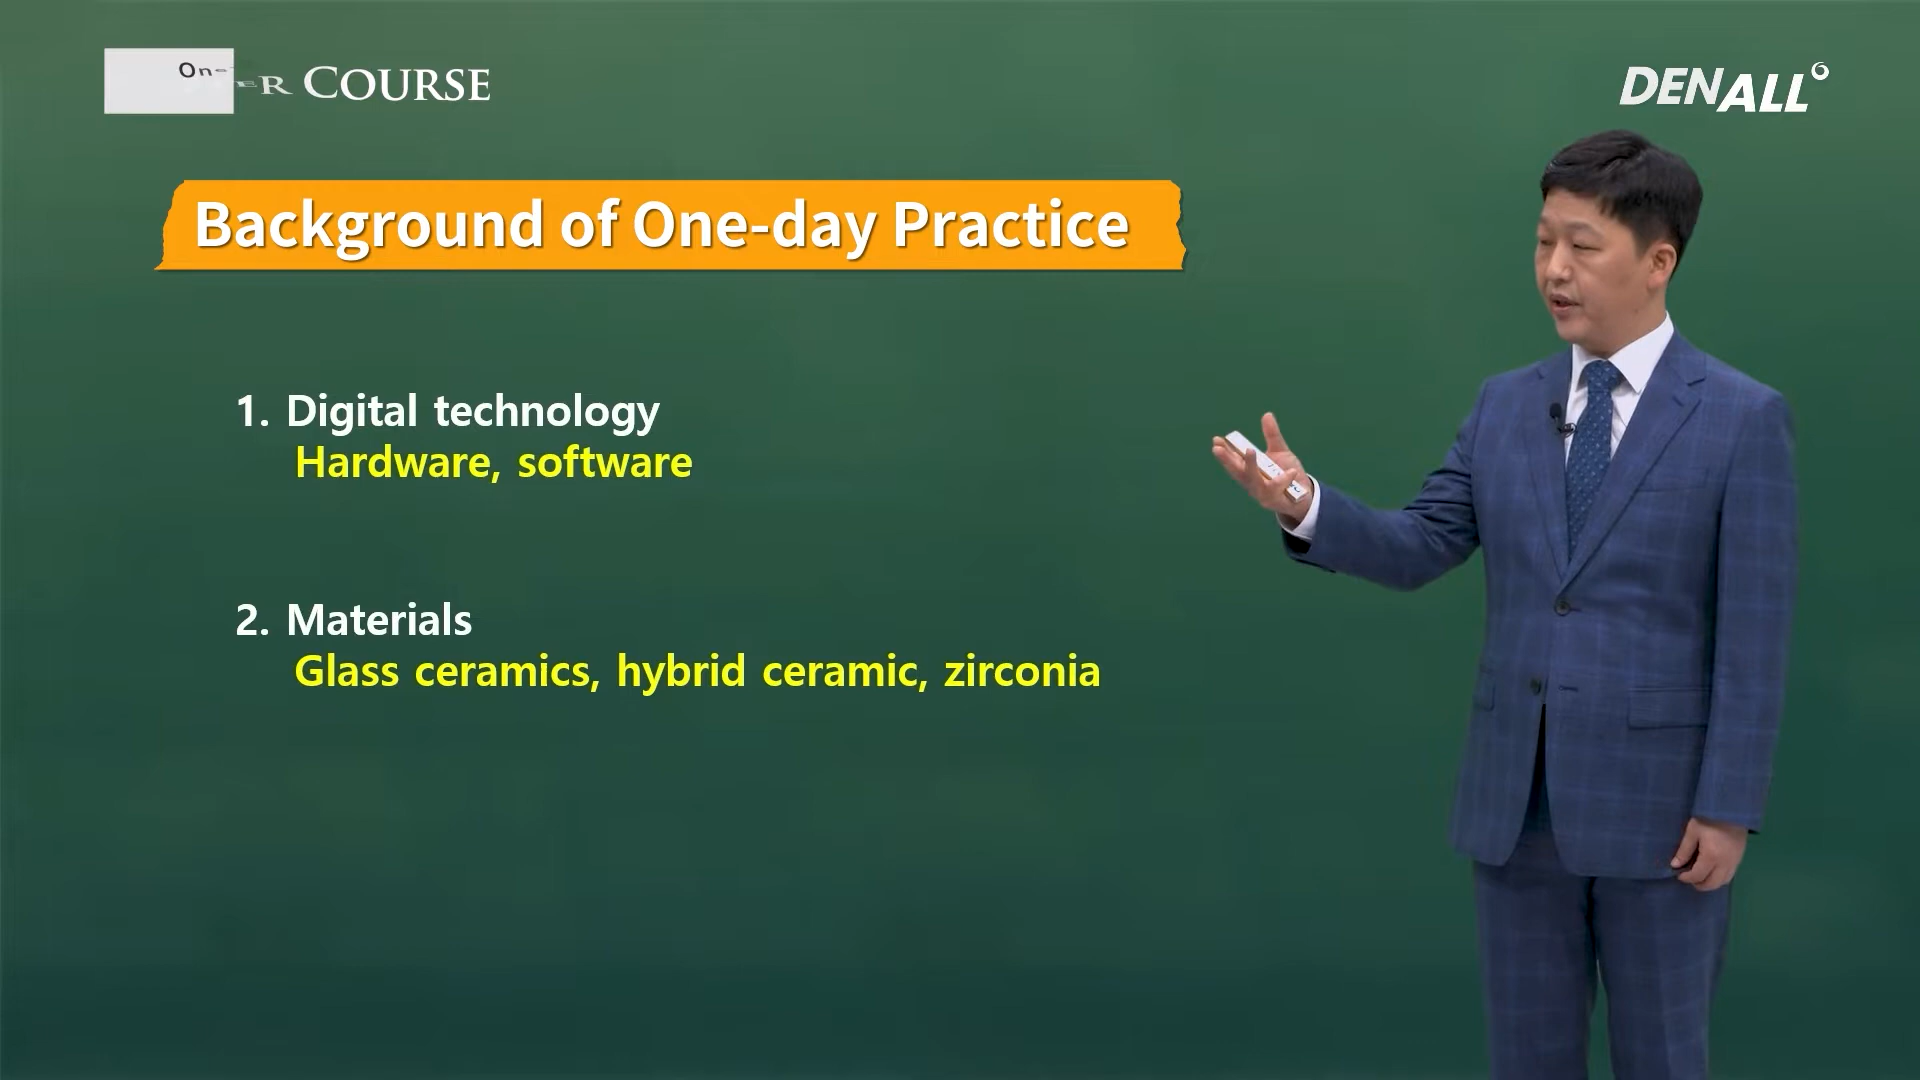 COURSE
DENALL
Background of One-day Practice
1. Digital technology
Hardware, software
2. Materials
Glass ceramics, hybrid ceramic, zirconia